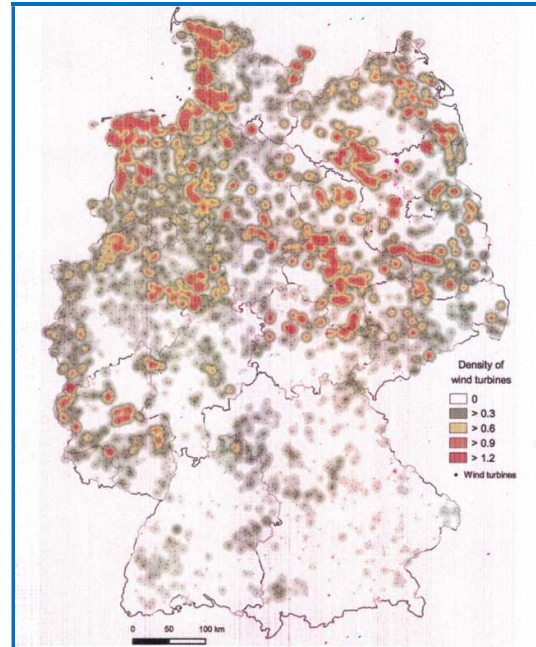 Density of
wind turbines
0
> 0.3
> 0.6
> 0.9
> 1.2
• Wind turbines
0 50 100 km